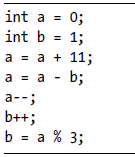 int a = 0;
int b = 1;
a = a + 11;
a = a - b;
a--;
b++;
b = a % 3;